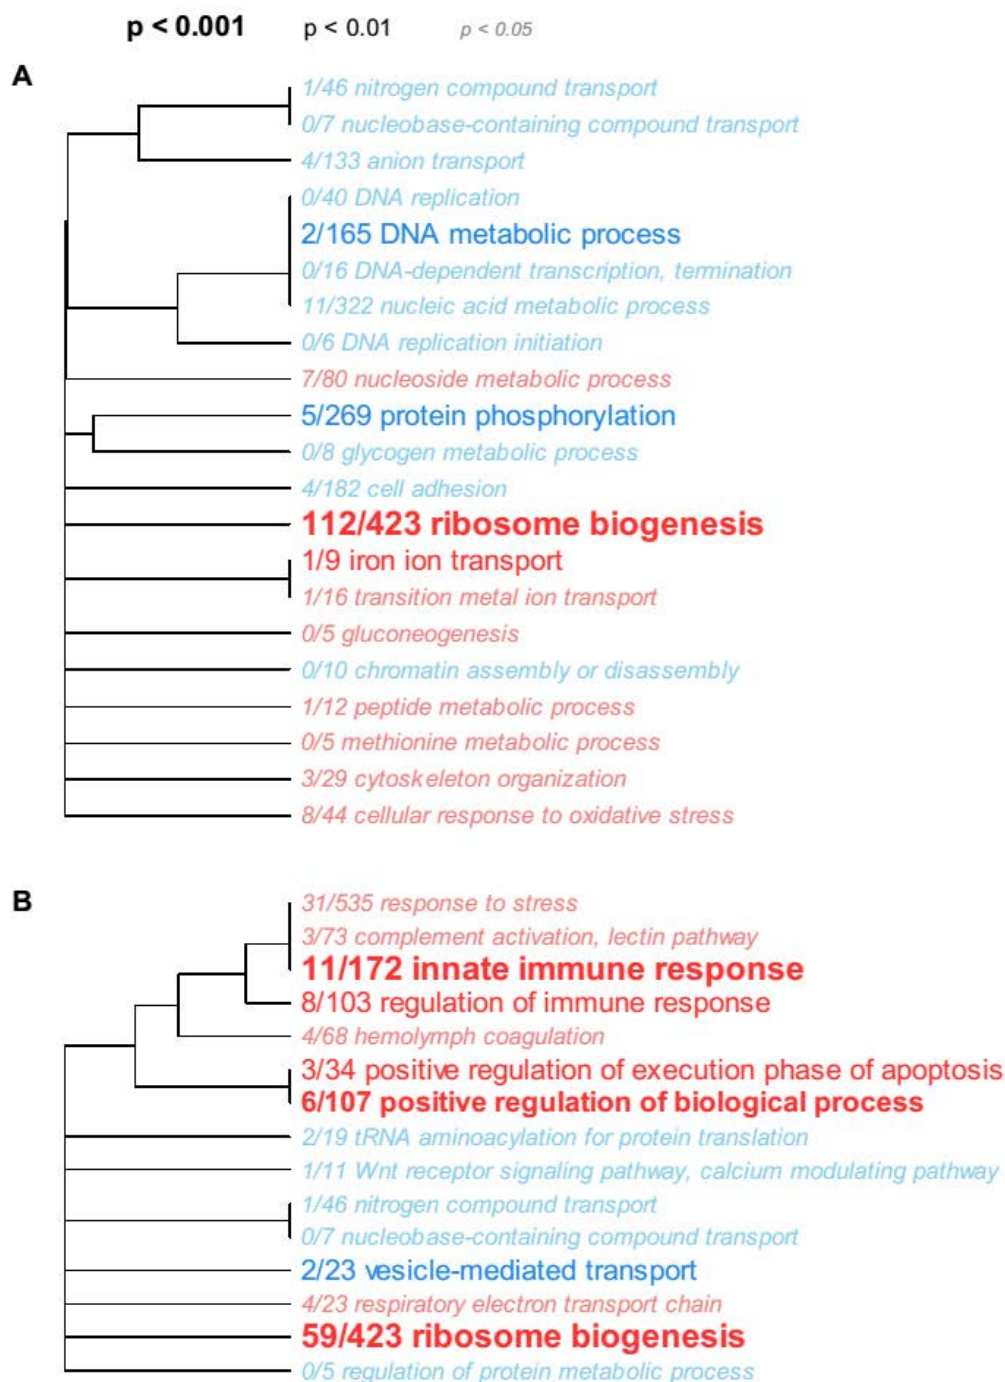 p < 0.001 p < 0.01 p < 0.05
A
1/46 nitrogen compound transport
0/7 nucleobase-containing compound transport
4/133 anion transport
0/40 DNA replication
2/165 DNA metabolic process
0/16 DNA-dependent transcription, termination
11/322 nucleic acid metabolic process
0/6 DNA replication initiation
7/80 nucleoside metabolic process
5/269 protein phosphorylation
0/8 glycogen metabolic process
4/182 cell adhesion
112/423 ribosome biogenesis
1/9 iron ion transport
1/16 transition metal ion transport
0/5 gluconeogenesis
0/10 chromatin assembly or disassembly
1/12 peptide metabolic process
0/5 methionine metabolic process
3/29 cytoskeleton organization
8/44 cellular response to oxidative stress
B
31/535 response to stress
3/73 complement activation, lectin pathway
11/172 innate immune response
8/103 regulation of immune response
4/68 hemolymph coagulation
3/34 positive regulation of execution phase of apoptosis
6/107 positive regulation of biological process
2/19 tRNA aminoacylation for protein translation
1/11 Wnt receptor signaling pathway, calcium modulating pathway
1/46 nitrogen compound transport
0/7 nucleobase-containing compound transport
2/23 vesicle-mediated transport
4/23 respiratory electron transport chain
59/423 ribosome biogenesis
0/5 regulation of protein metabolic process